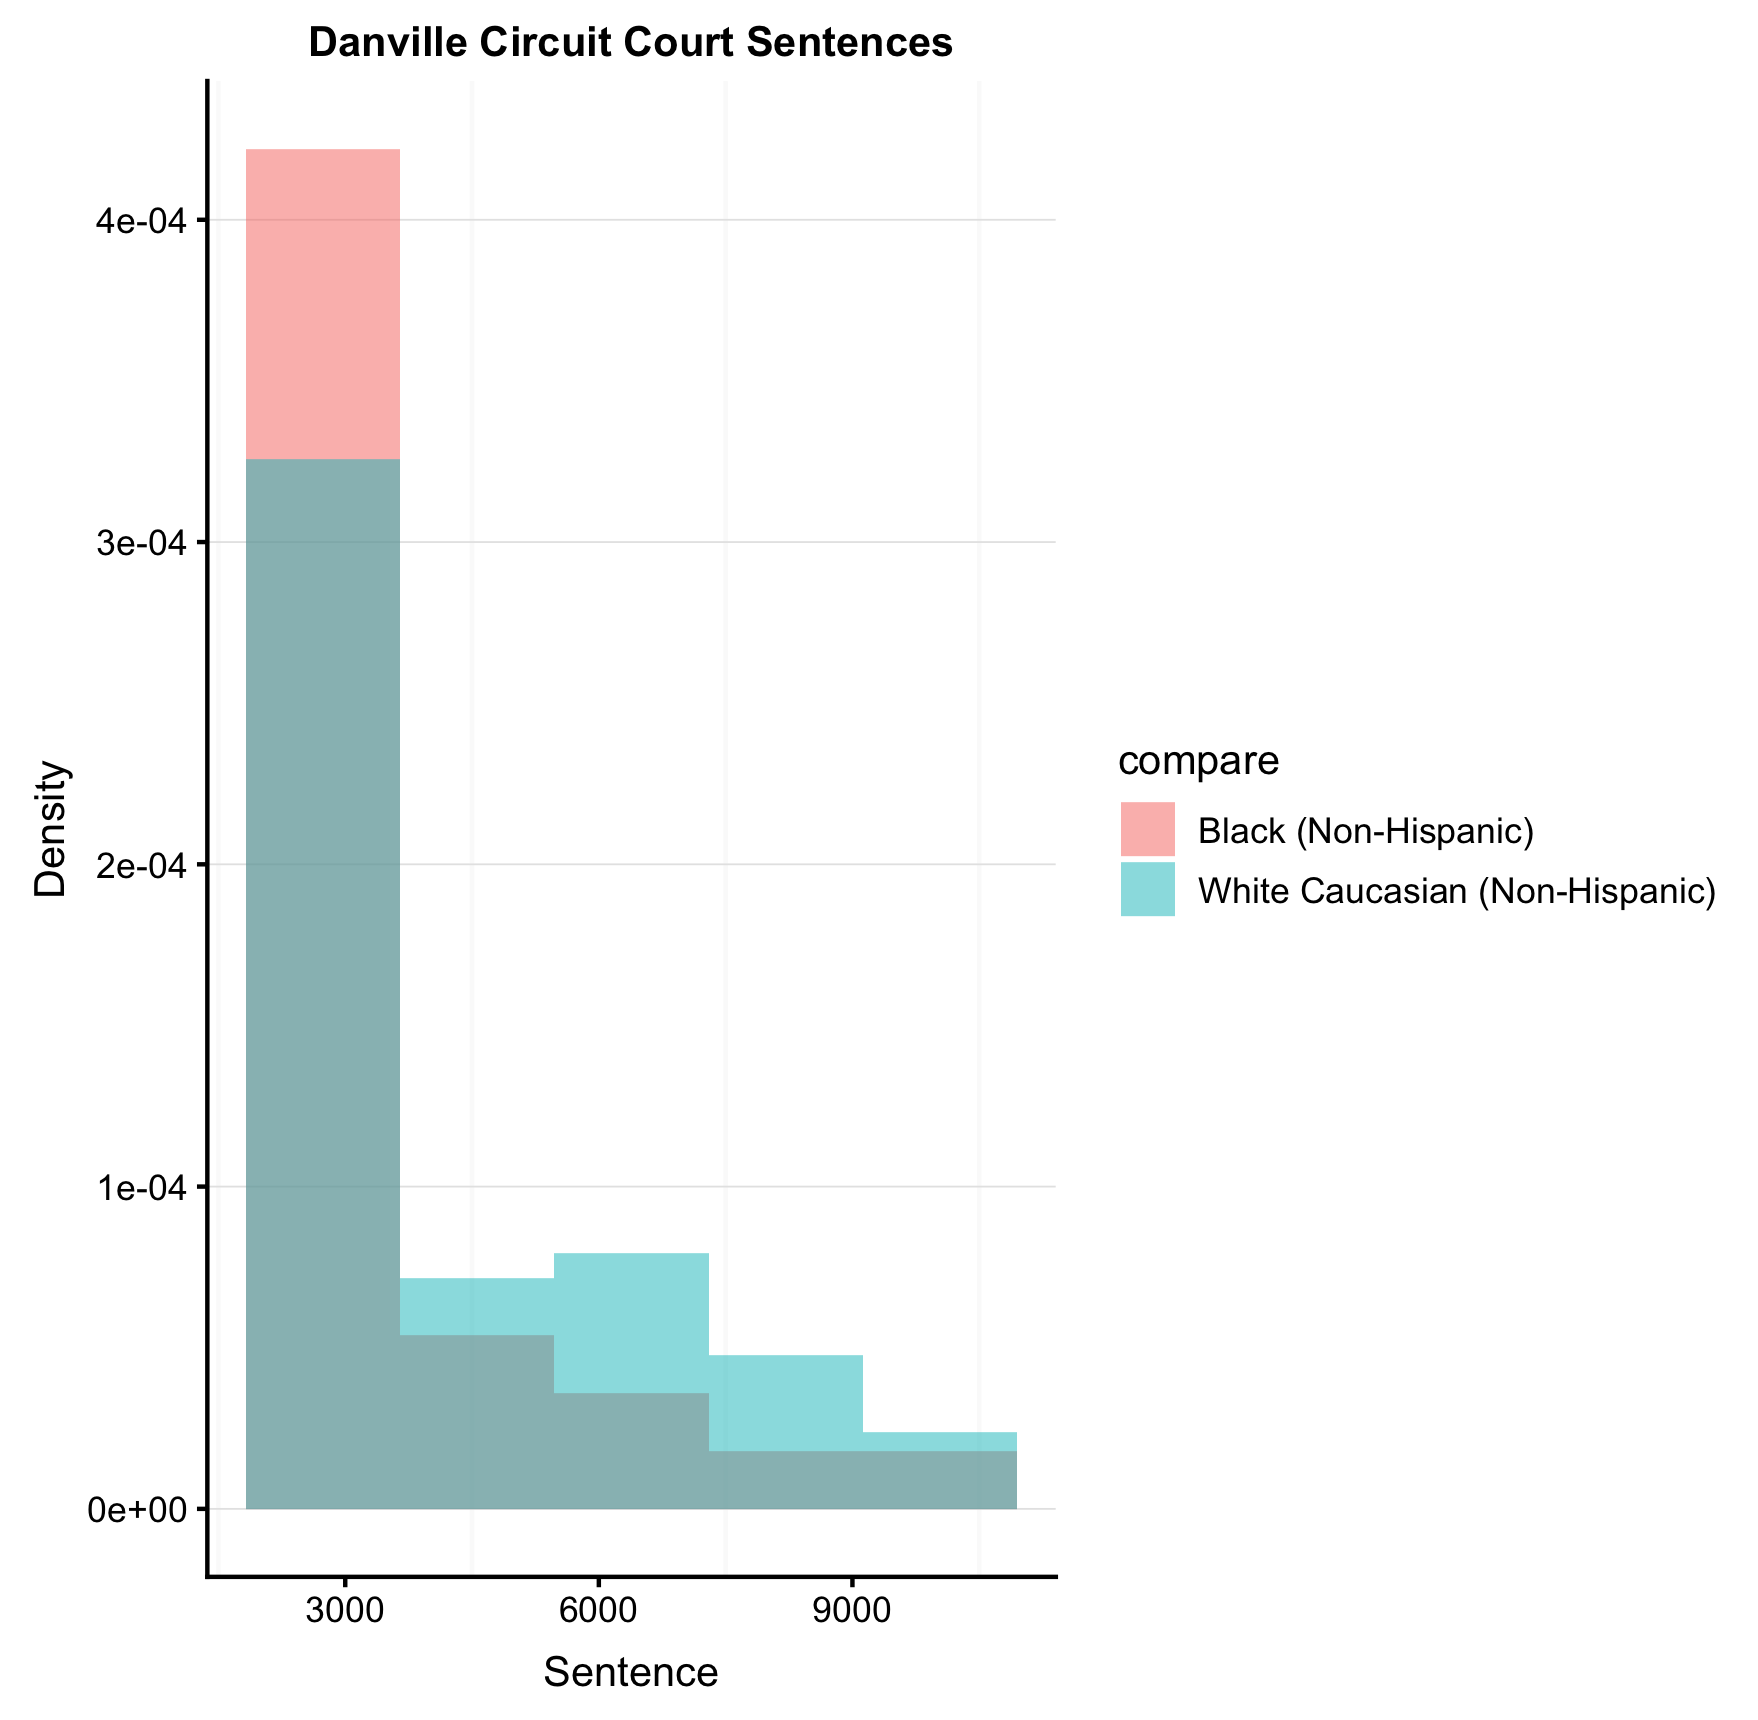 Danville Circuit Court Sentences
4e-04
3e-04
2e-04
1e-04
0e+00
Density
3000 6000 9000
Sentence
compare
Black (Non-Hispanic)
White Caucasian (Non-Hispanic)